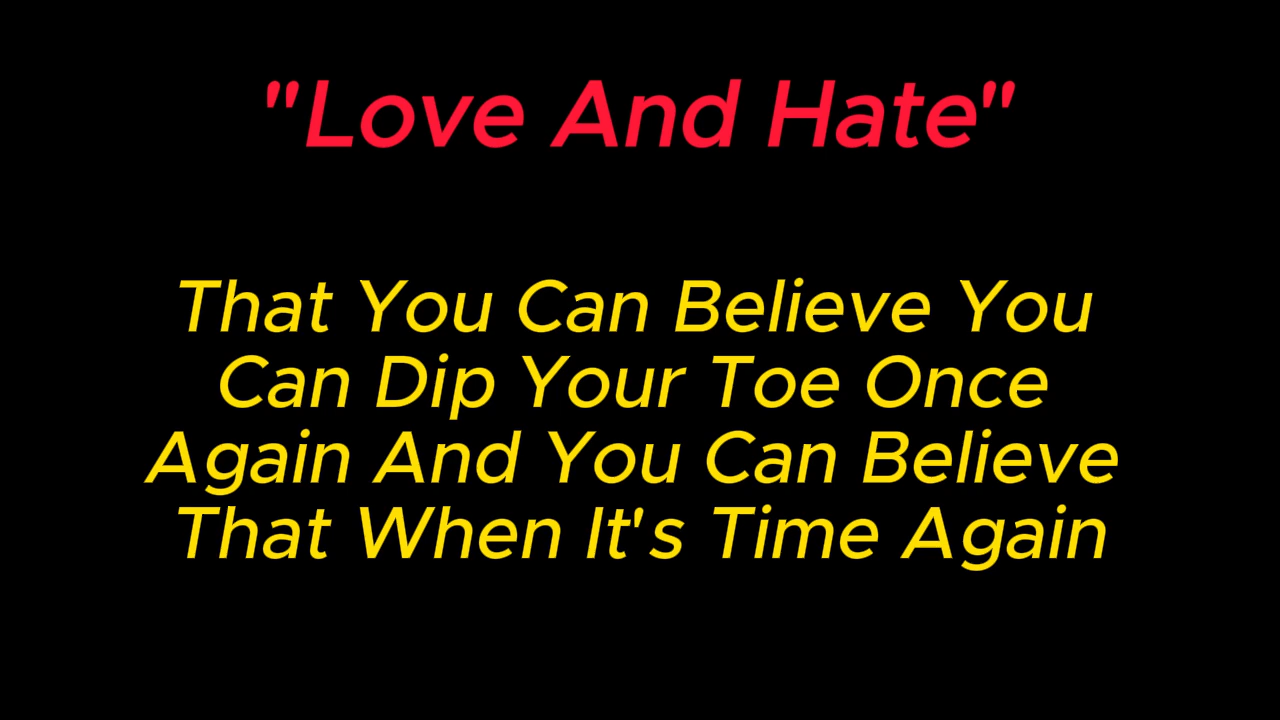 "Love And Hate"
That You Can Believe You
Can Dip Your Toe Once
Again And You Can Believe
That When It's Time Again